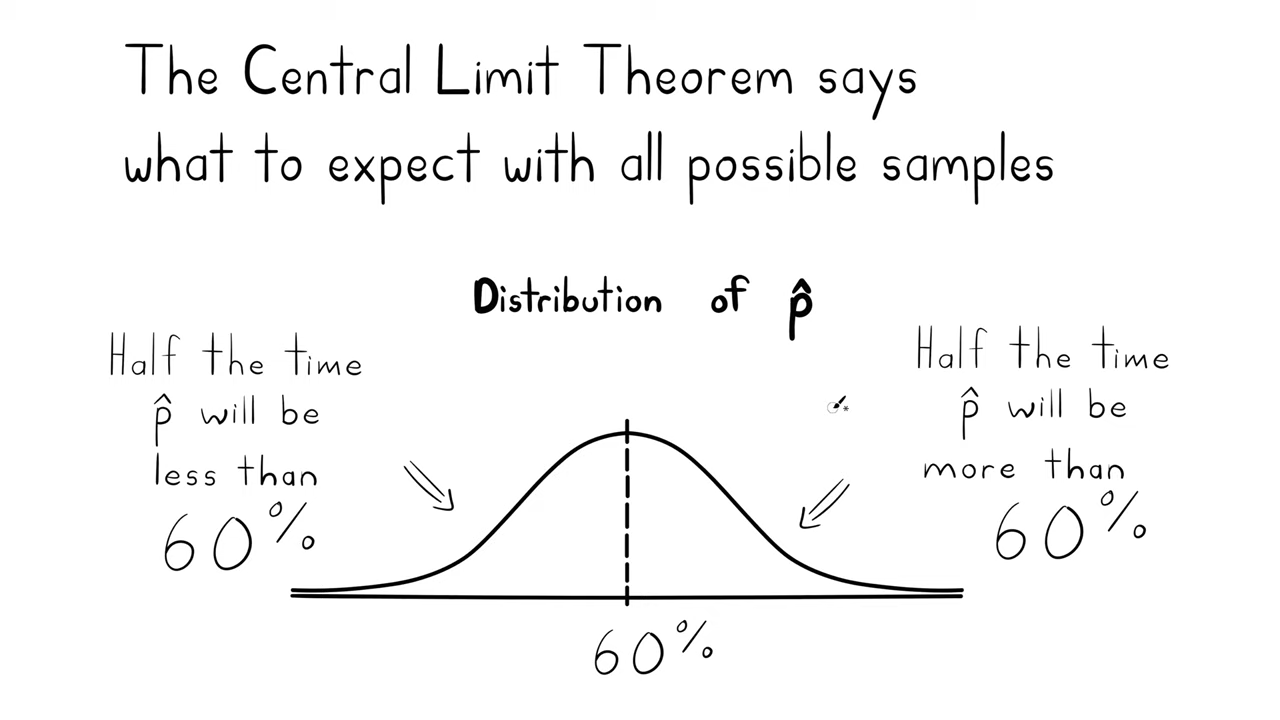 The Central Limit Theorem says
what to expect with all possible samples
Distribution of p̂
Half the time
p̂ will be
less than
60%
Half the time
p̂ will be
more than
60%
60%